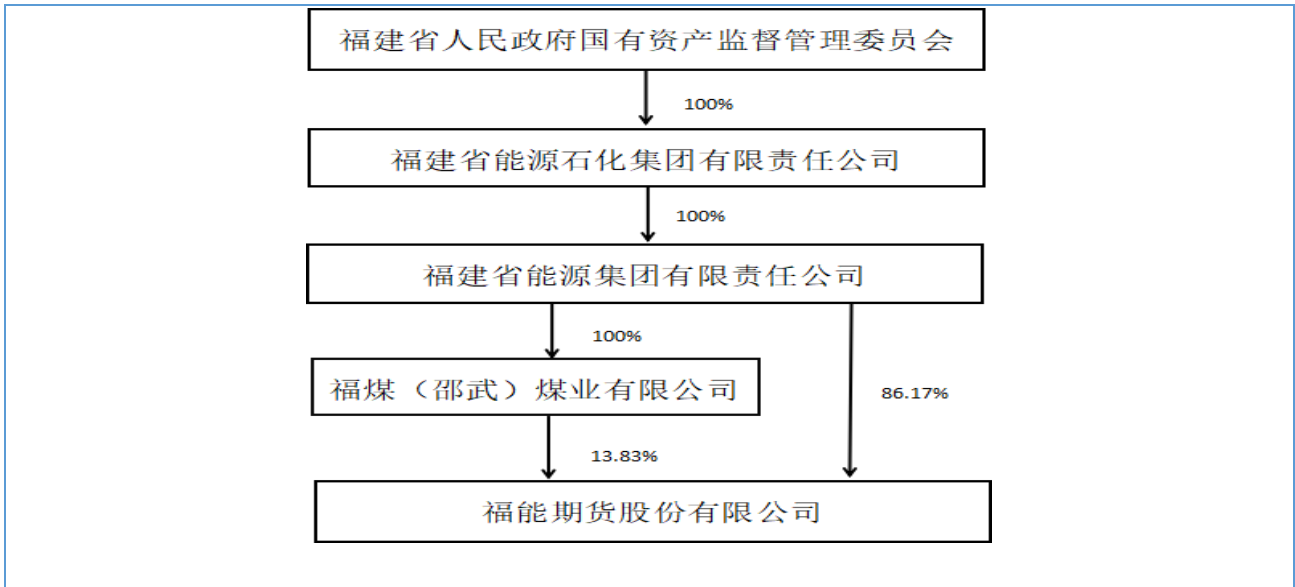 福建省人民政府国有资产监督管理委员会
100%
福建省能源石化集团有限责任公司
100%
福建省能源集团有限责任公司
100%
福煤（邵武）煤业有限公司
86.17%
13.83%
福能期货股份有限公司